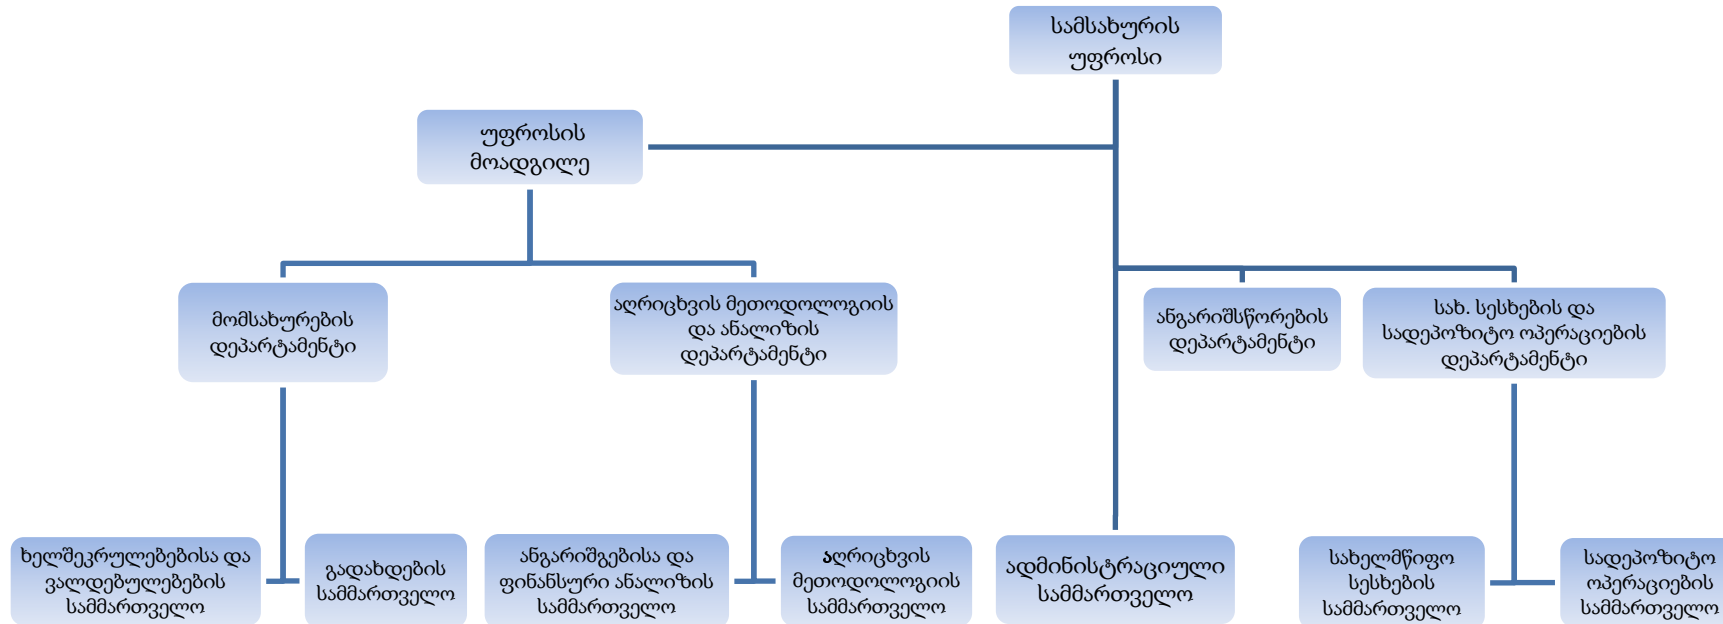 სამსახურის
უფროსი
უფროსის
მოადგილე
მომსახურების
დეპარტამენტი
აღრიცხვის მეთოდოლოგიის
და ანალიზის
დეპარტამენტი
ანგარიშსწორების
დეპარტამენტი
სახ. სესხების და
სადეპოზიტო ოპერაციების
დეპარტამენტი
ხელშეკრულებებისა და
ვალდებულებების
სამმართველო
გადახდების
სამმართველო
ანგარიშგებისა და
ფინანსური ანალიზის
სამმართველო
აღრიცხვის
მეთოდოლოგიის
სამმართველო
ადმინისტრაციული
სამმართველო
სახელმწიფო
სესხების
სამმართველო
სადეპოზიტო
ოპერაციების
სამმართველო